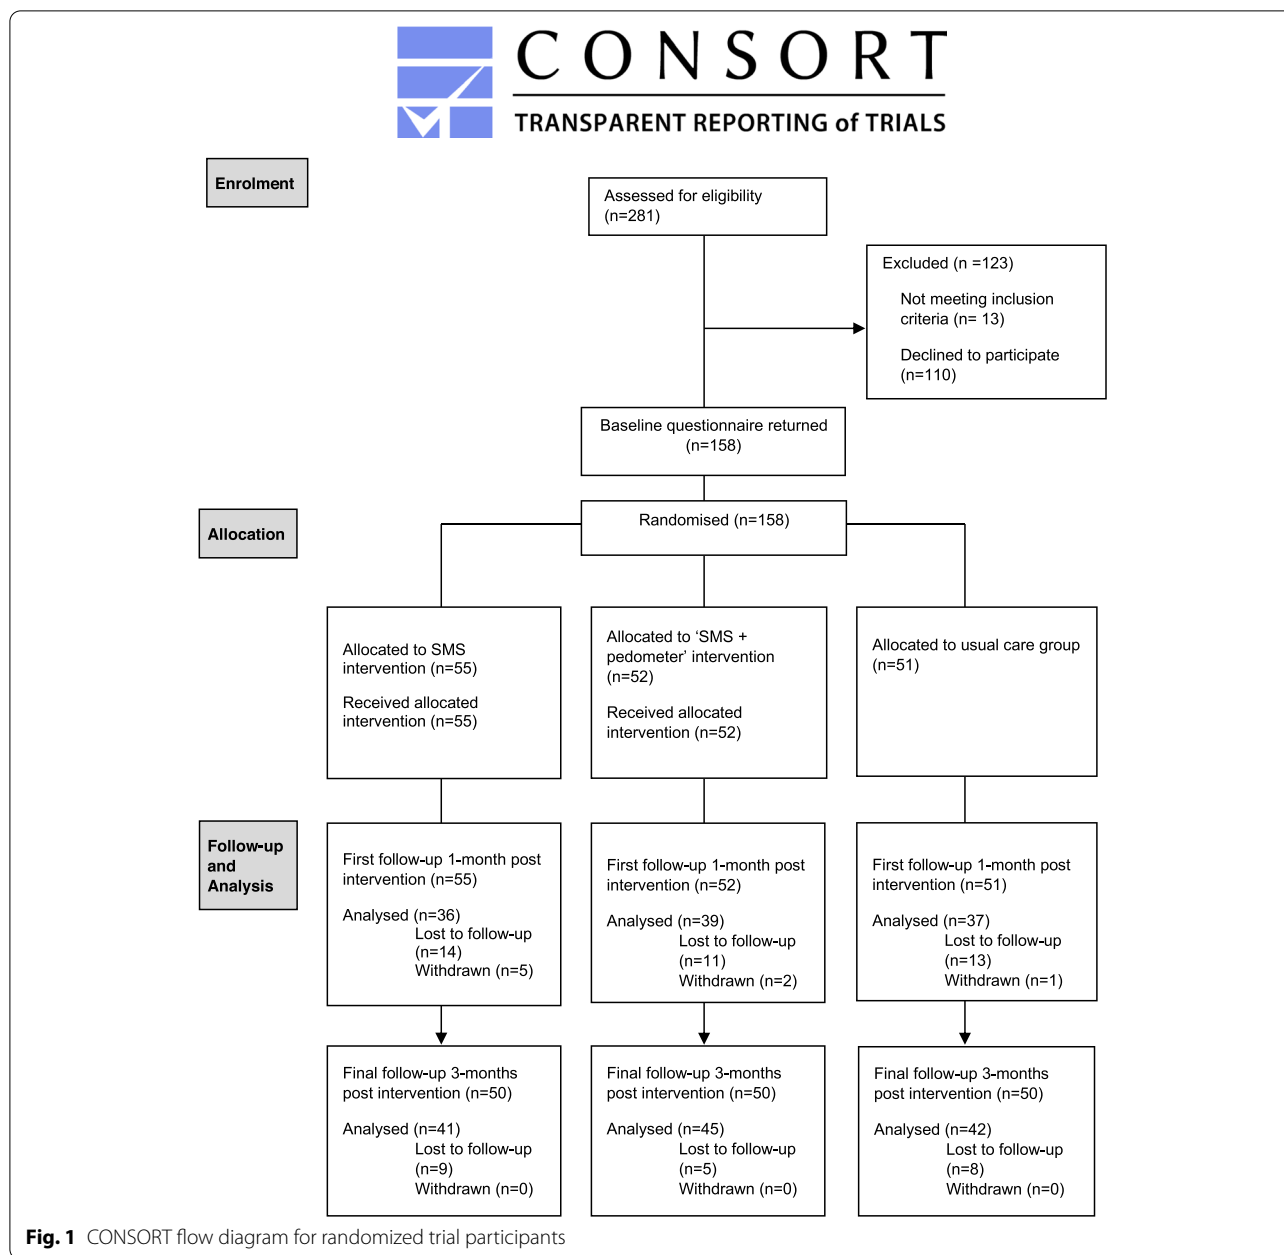 CONSORT
TRANSPARENT REPORTING of TRIALS
Enrolment
Assessed for eligibility
(n=281)
Excluded (n =123)
Not meeting inclusion
criteria (n= 13)
Declined to participate
(n=110)
Baseline questionnaire returned
(n=158)
Allocation
Randomised (n=158)
Allocated to SMS
intervention (n=55)
Received allocated
intervention (n=55)
Allocated to ‘SMS +
pedometer’ intervention
(n=52)
Received allocated
intervention (n=52)
Allocated to usual care group
(n=51)
Follow-up
and
Analysis
First follow-up 1-month post
intervention (n=55)
Analysed (n=36)
Lost to follow-up
(n=14)
Withdrawn (n=5)
First follow-up 1-month post
intervention (n=52)
Analysed (n=39)
Lost to follow-up
(n=11)
Withdrawn (n=2)
First follow-up 1-month post
intervention (n=51)
Analysed (n=37)
Lost to follow-up
(n=13)
Withdrawn (n=1)
Final follow-up 3-months
post intervention (n=50)
Analysed (n=41)
Lost to follow-up
(n=9)
Withdrawn (n=0)
Final follow-up 3-months
post intervention (n=50)
Analysed (n=45)
Lost to follow-up
(n=5)
Withdrawn (n=0)
Final follow-up 3-months
post intervention (n=50)
Analysed (n=42)
Lost to follow-up
(n=8)
Withdrawn (n=0)
Fig. 1 CONSORT flow diagram for randomized trial participants